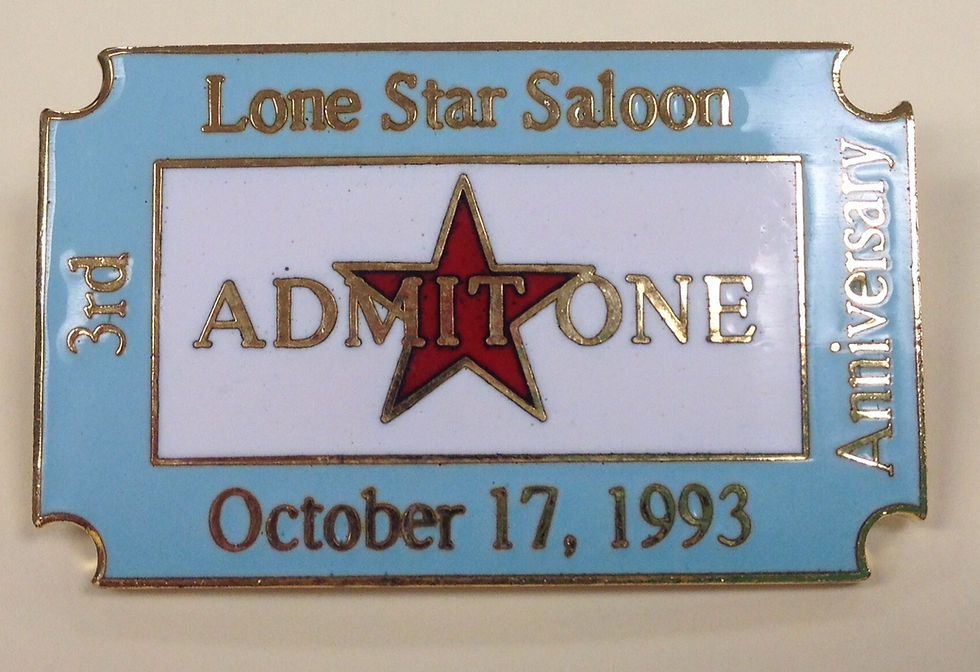 Lone Star Saloon
3rd
ADMIT ONE
Anniversary
October 17, 1993